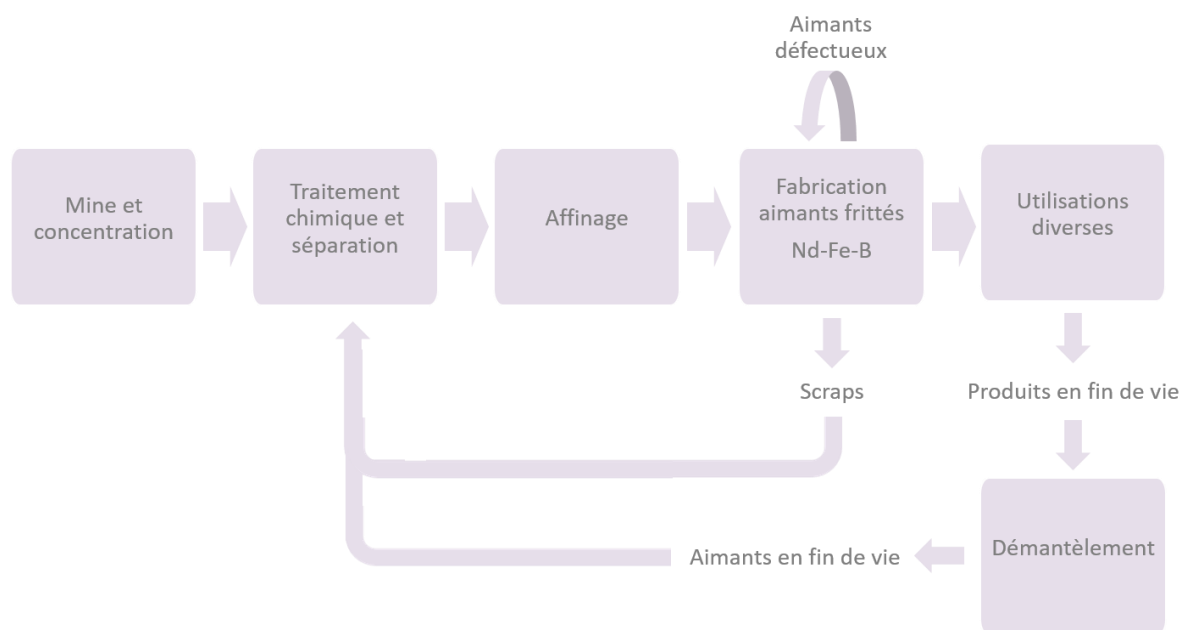 Aimants
défectueux
Mine et
concentration
Traitement
chimique et
séparation
Affinage
Fabrication
aimants frittés
Nd-Fe-B
Utilisations
diverses
Scraps
Produits en fin de vie
Aimants en fin de vie
Démantèlement